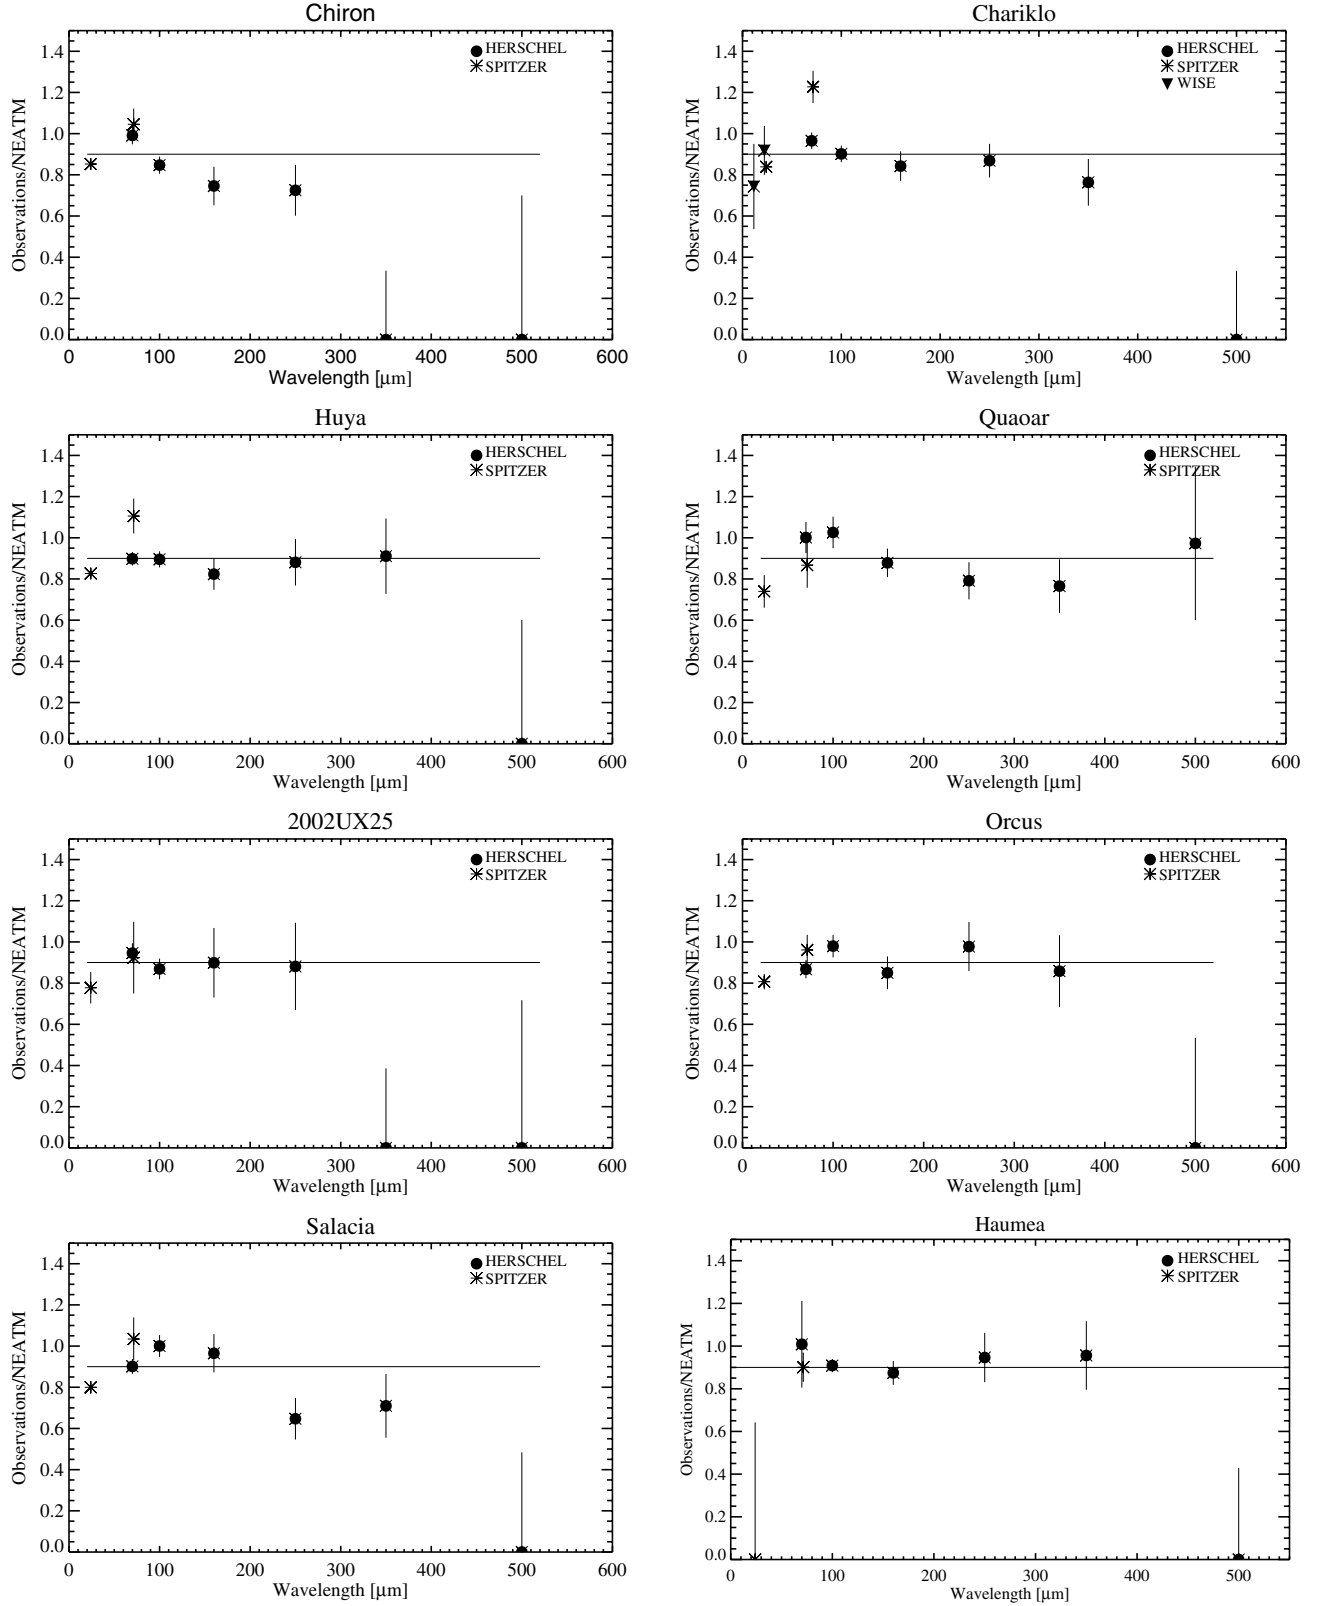 Chiron
HERSCHEL
SPITZER
Observations/NEATM
1.4
1.2
1.0
0.8
0.6
0.4
0.2
0.0
0 100 200 300 400 500 600
Wavelength [μm]
Chariklo
HERSCHEL
SPITZER
WISE
Observations/NEATM
1.4
1.2
1.0
0.8
0.6
0.4
0.2
0.0
0 100 200 300 400 500
Wavelength [μm]
Huya
HERSCHEL
SPITZER
Observations/NEATM
1.4
1.2
1.0
0.8
0.6
0.4
0.2
0.0
0 100 200 300 400 500 600
Wavelength [μm]
Quaoar
HERSCHEL
SPITZER
Observations/NEATM
1.4
1.2
1.0
0.8
0.6
0.4
0.2
0.0
0 100 200 300 400 500 600
Wavelength [μm]
2002UX25
HERSCHEL
SPITZER
Observations/NEATM
1.4
1.2
1.0
0.8
0.6
0.4
0.2
0.0
0 100 200 300 400 500 600
Wavelength [μm]
Orcus
HERSCHEL
SPITZER
Observations/NEATM
1.4
1.2
1.0
0.8
0.6
0.4
0.2
0.0
0 100 200 300 400 500 600
Wavelength [μm]
Salacia
HERSCHEL
SPITZER
Observations/NEATM
1.4
1.2
1.0
0.8
0.6
0.4
0.2
0.0
0 100 200 300 400 500 600
Wavelength [μm]
Haumea
HERSCHEL
SPITZER
Observations/NEATM
1.4
1.2
1.0
0.8
0.6
0.4
0.2
0.0
0 100 200 300 400 500
Wavelength [μm]